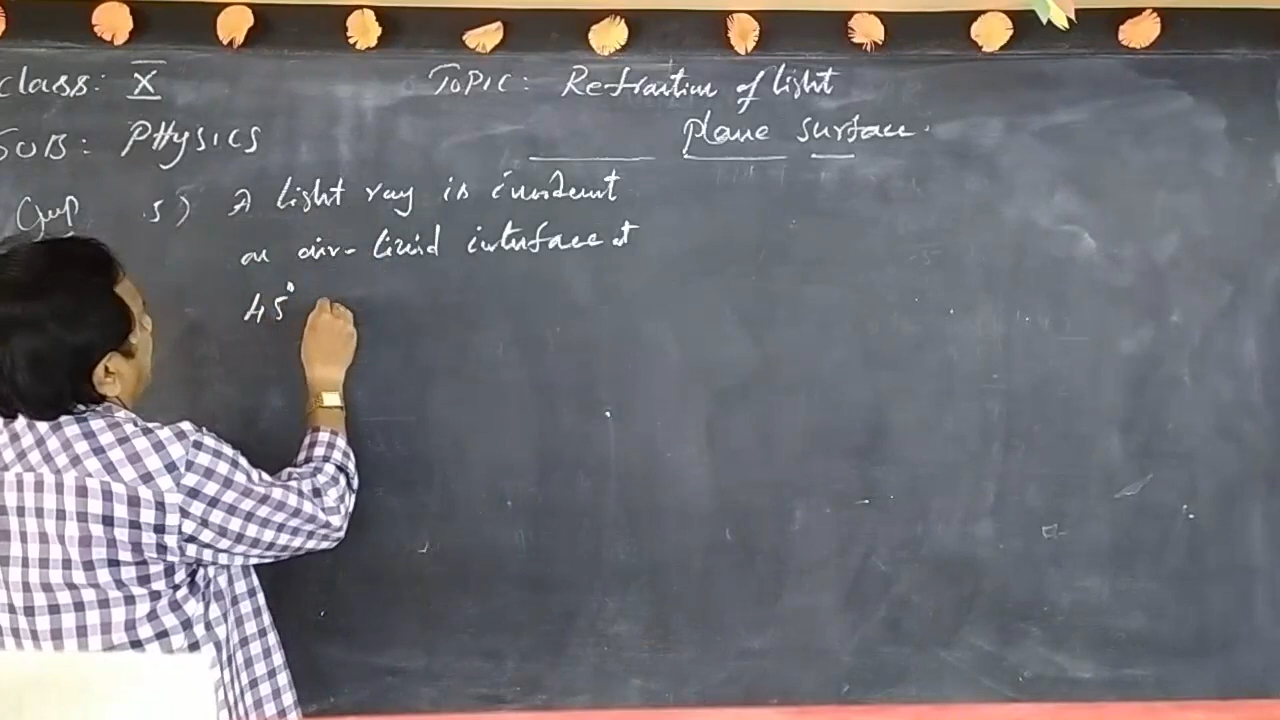 Class: X
TOPIC: Refraction of light
SUB: PHYSICS
plane surface.
5) A light ray is incident
on air-liquid interface at
45°